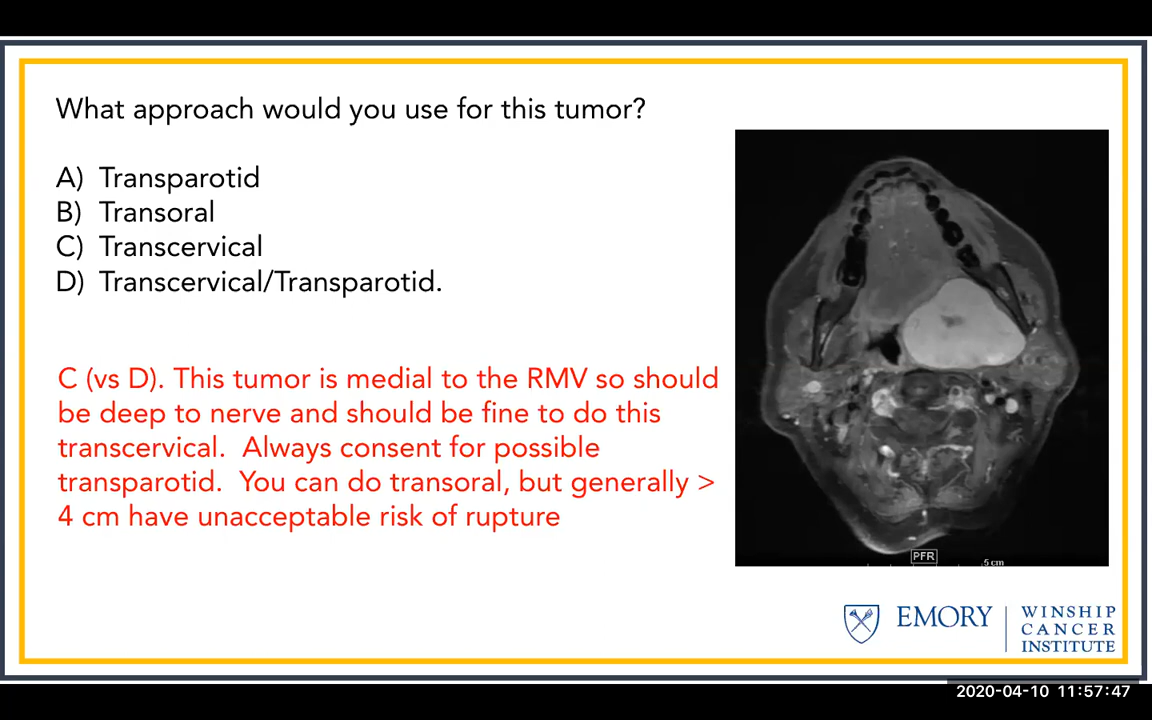 What approach would you use for this tumor?
A) Transparotid
B) Transoral
C) Transcervical
D) Transcervical/Transparotid.
C (vs D). This tumor is medial to the RMV so should
be deep to nerve and should be fine to do this
transcervical. Always consent for possible
transparotid. You can do transoral, but generally >
4 cm have unacceptable risk of rupture
PFR
.5 cm
EMORY
WINSHIP
CANCER
INSTITUTE
2020-04-10 11:57:47